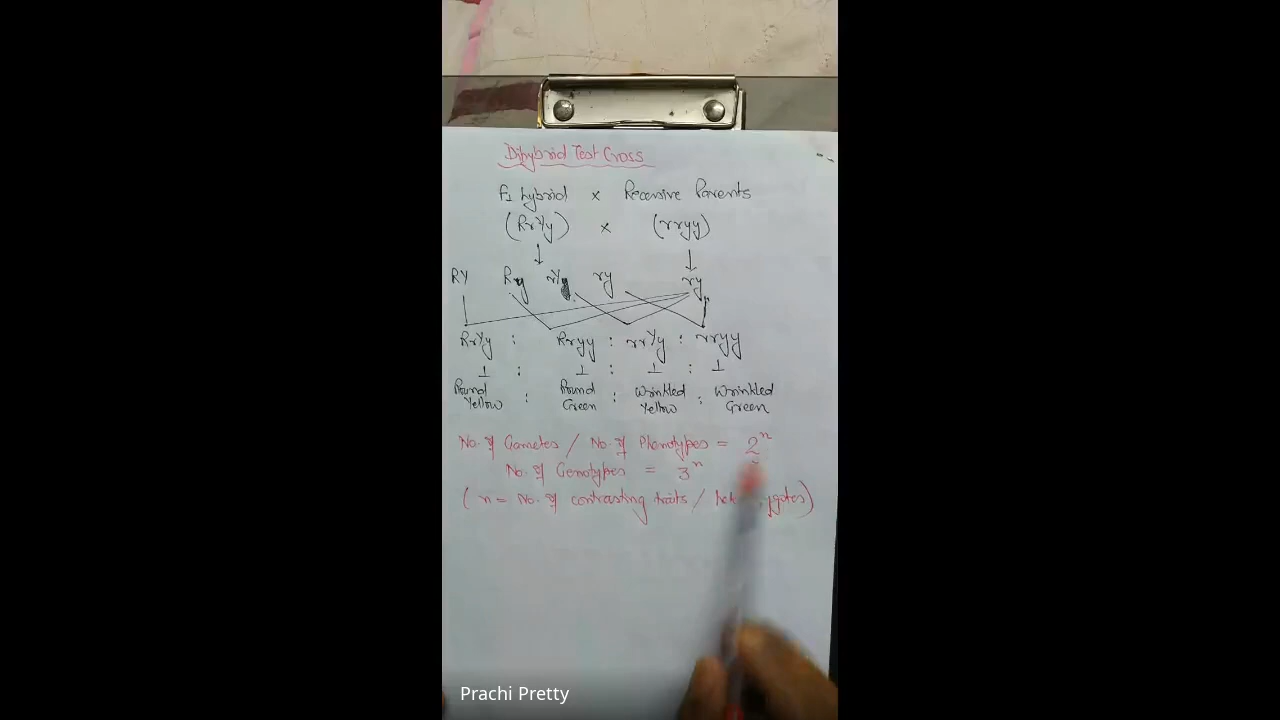 Dihybrid Test Cross
F1 hybrid × Recessive Parents
(RrYy) × (rryy)
RY Ry rY ry ry
RrYy : Rryy : rrYy : rryy
1 : 1 : 1 : 1
Round Yellow : Round Green : Wrinkled Yellow : Wrinkled Green
No. of Gametes / No. of Phenotypes = 2ⁿ
No. of Genotypes = 3ⁿ
( n = No. of contrasting traits /
Prachi Pretty